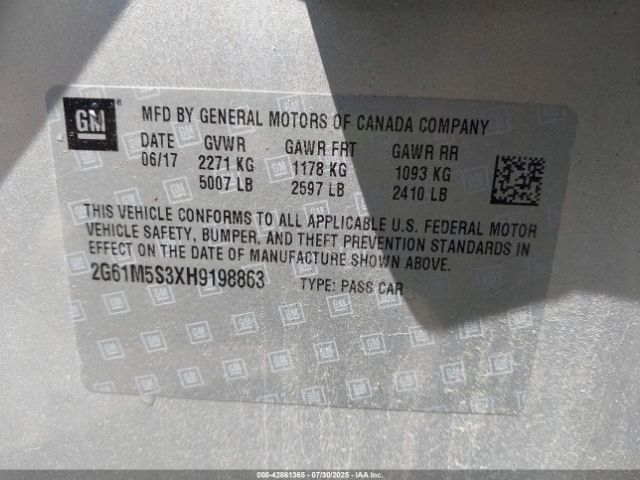 GM ®
MFD BY GENERAL MOTORS OF CANADA COMPANY
DATE GVWR GAWR FRT GAWR RR
06/17 2271 KG 1178 KG 1093 KG
5007 LB 2597 LB 2410 LB
THIS VEHICLE CONFORMS TO ALL APPLICABLE U.S. FEDERAL MOTOR
VEHICLE SAFETY, BUMPER, AND THEFT PREVENTION STANDARDS IN
EFFECT ON THE DATE OF MANUFACTURE SHOWN ABOVE.
2G61M5S3XH9198863 TYPE: PASS CAR
000-42861365 07/30/2025 IAAI.COM